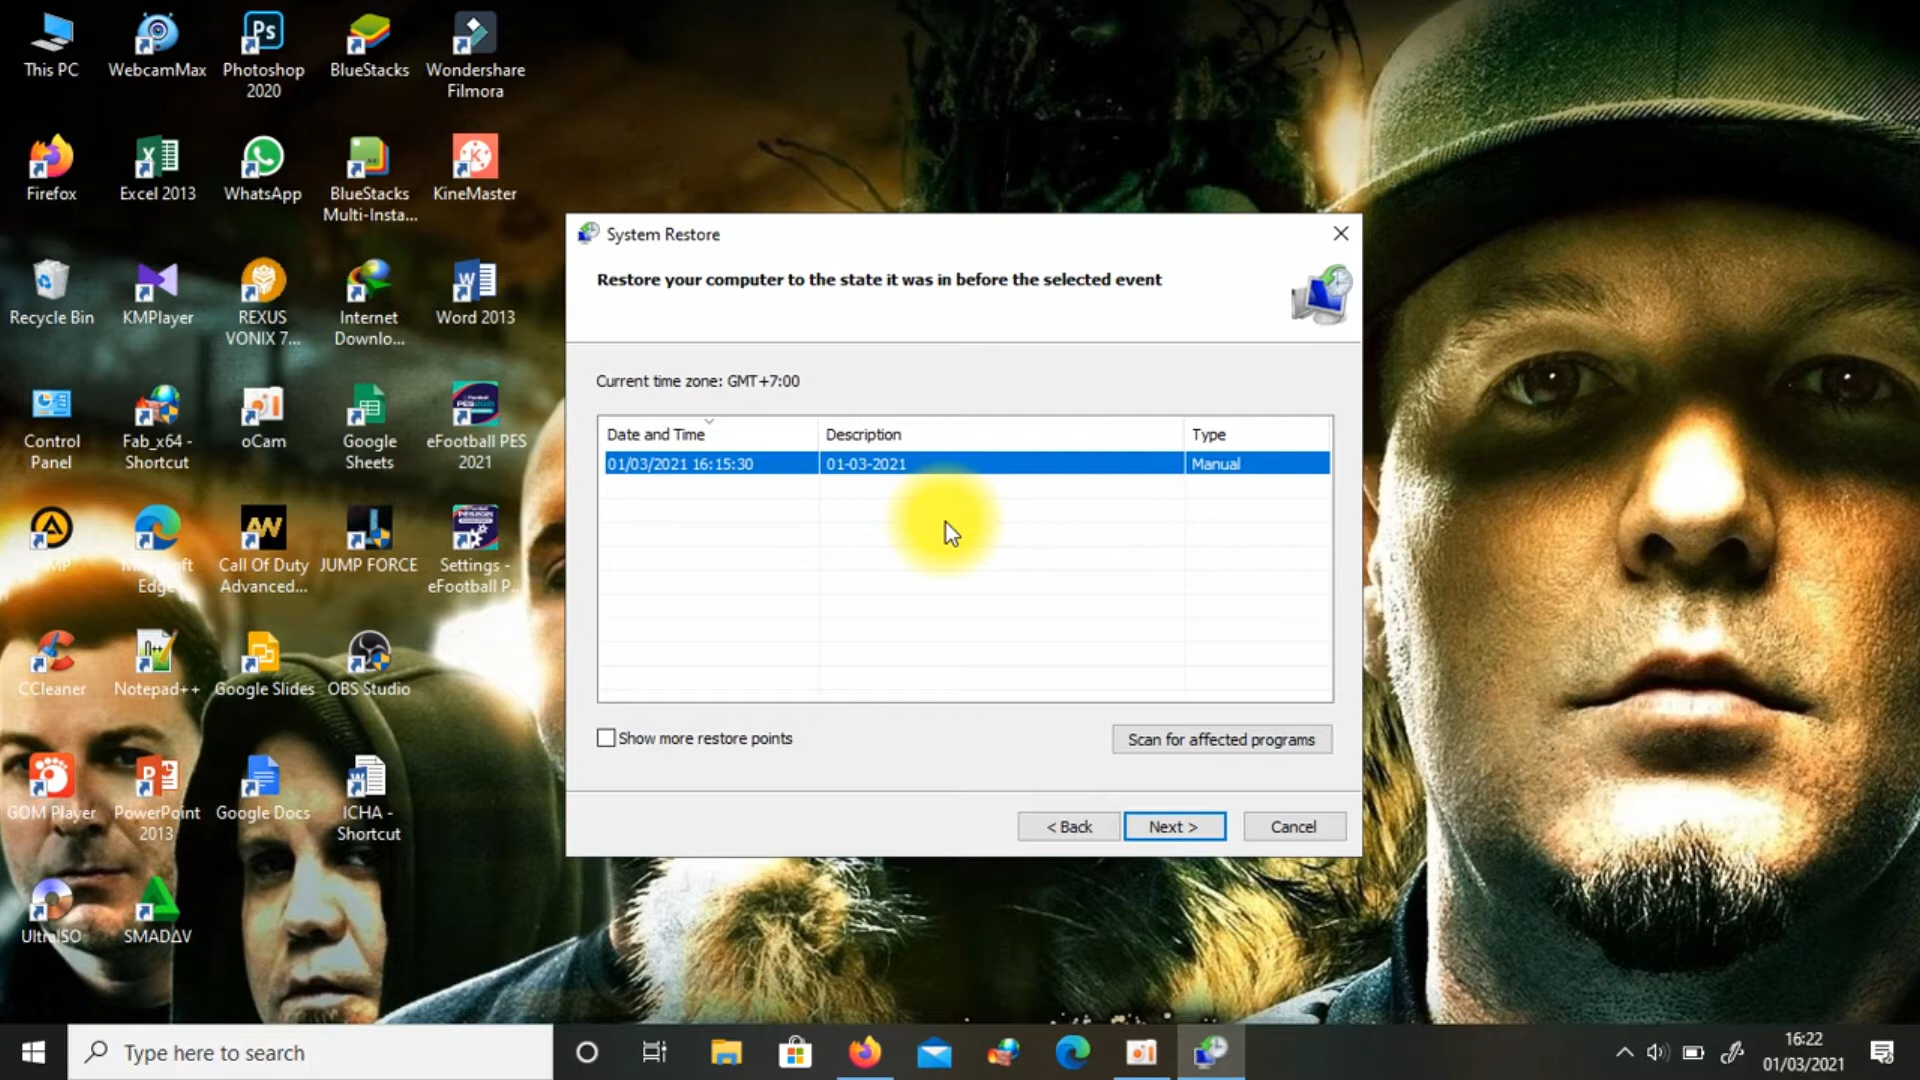 This PC
WebcamMax
Photoshop
2020
BlueStacks
Wondershare
Filmora
Firefox
Excel 2013
WhatsApp
BlueStacks
Multi-Insta...
KineMaster
Recycle Bin
KMPlayer
REXUS
VONIX 7...
Internet
Downlo...
Word 2013
Control
Panel
Fab_x64 -
Shortcut
oCam
Google
Sheets
eFootball PES
2021
Microsoft
Edge
Call Of Duty
Advanced...
JUMP FORCE
Settings -
eFootball P...
CCleaner
Notepad++
Google Slides
OBS Studio
GOM Player
PowerPoint
2013
Google Docs
ICHA -
Shortcut
UltraISO
SMADΔV
System Restore
Restore your computer to the state it was in before the selected event
Current time zone: GMT+7:00
Date and Time Description Type
01/03/2021 16:15:30 01-03-2021 Manual
Show more restore points
Scan for affected programs
< Back Next > Cancel
Type here to search
16:22
01/03/2021